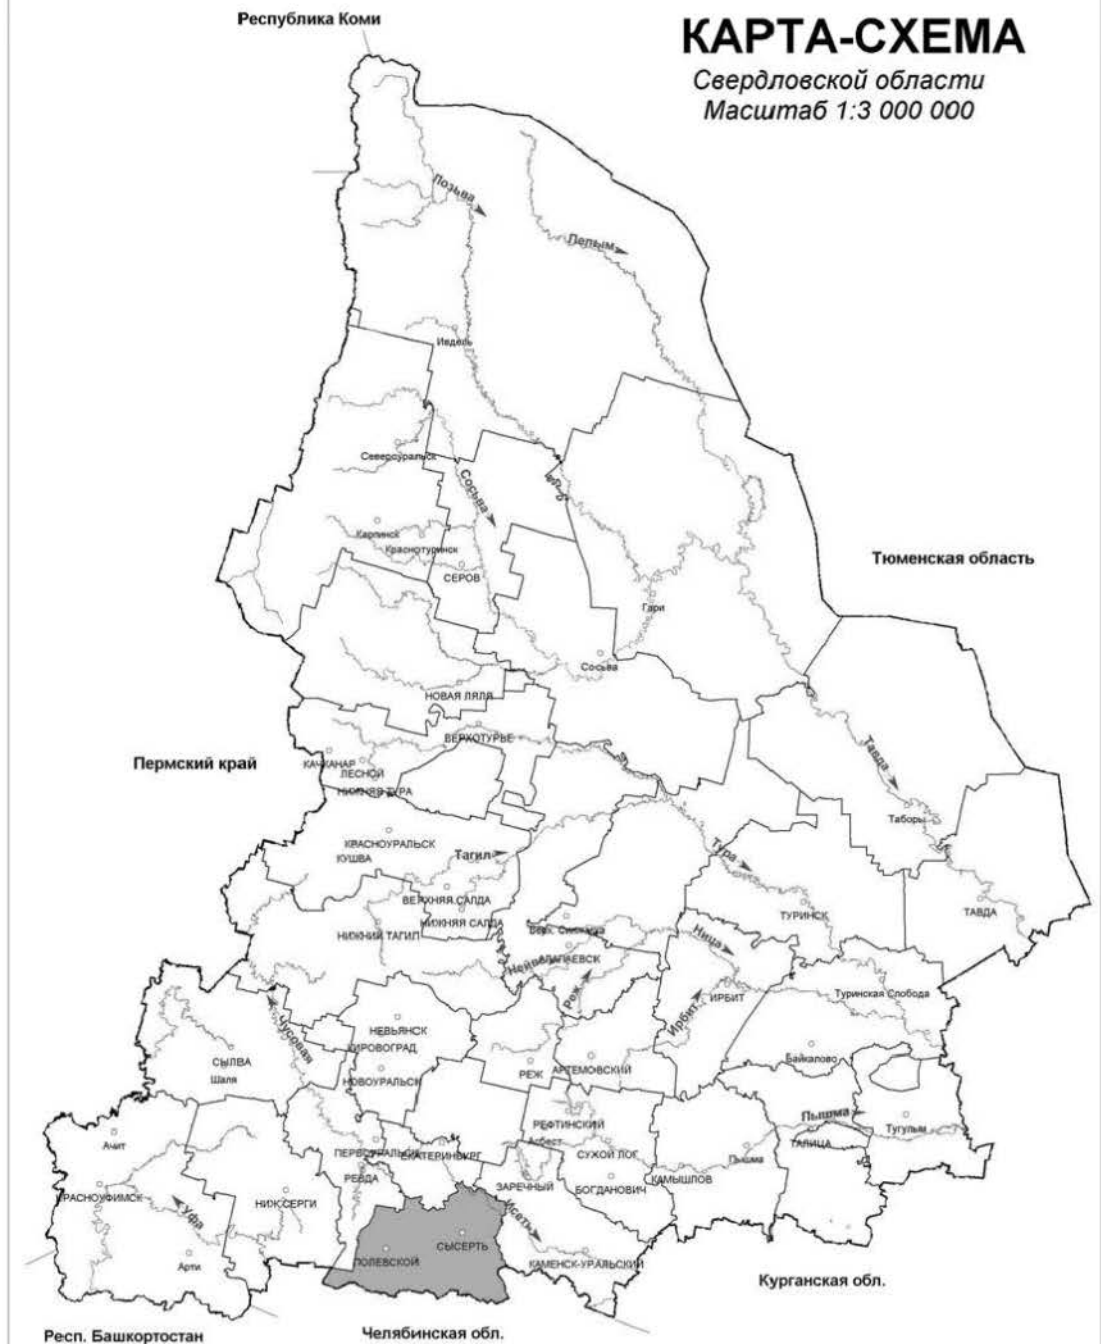 Республика Коми
КАРТА-СХЕМА
Свердловской области
Масштаб 1:3 000 000
Лозьва
Пелым
Ивдель
Североуральск
Сосьва
Карпинск
Краснотуринск
СЕРОВ
Тюменская область
Гари
Сосьва
НОВАЯ ЛЯЛЯ
ВЕРХОТУРЬЕ
Пермский край
КАЧКАНАР
ЛЕСНОЙ
НИЖНЯЯ ТУРА
Тавда
Таборы
КРАСНОУРАЛЬСК
КУШВА
Тагил
Тура
ВЕРХНЯЯ САЛДА
НИЖНЯЯ САЛДА
ТУРИНСК
ТАВДА
НИЖНИЙ ТАГИЛ
Ница
Нейва
АЛАПАЕВСК
Реж
ИРБИТ
Туринская Слобода
Ирбит
Чусовая
НЕВЬЯНСК
КИРОВОГРАД
СЫЛВА
Шаля
НОВОУРАЛЬСК
РЕЖ
АРТЕМОВСКИЙ
Байкалово
РЕФТИНСКИЙ
Асбест
Пышма
Тугулым
ТАЛИЦА
Ачит
ПЕРВОУРАЛЬСК
ЕКАТЕРИНБУРГ
СУХОЙ ЛОГ
Пышма
РЕВДА
ЗАРЕЧНЫЙ
БОГДАНОВИЧ
КАМЫШЛОВ
КРАСНОУФИМСК
НИЖ.СЕРГИ
Уфа
Исеть
СЫСЕРТЬ
ПОЛЕВСКОЙ
КАМЕНСК-УРАЛЬСКИЙ
Арти
Курганская обл.
Респ. Башкортостан
Челябинская обл.